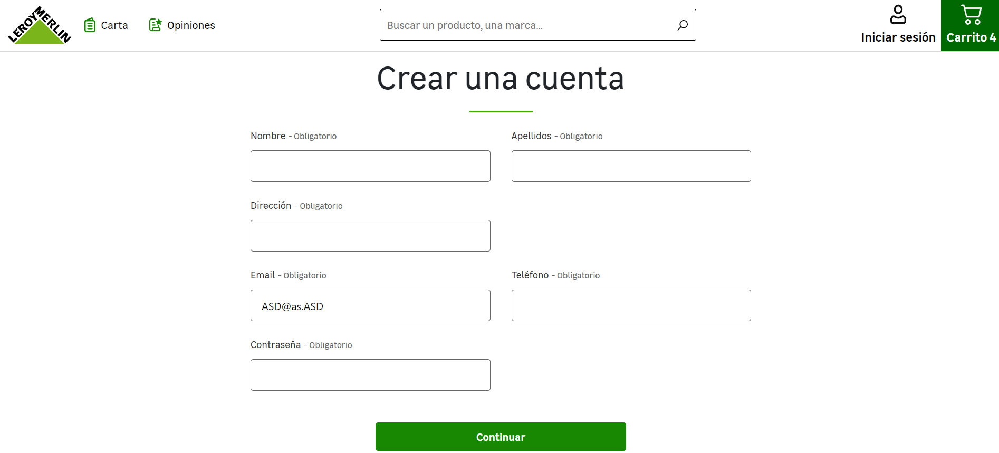 LEROY MERLIN
Carta
Opiniones
Buscar un producto, una marca...
Iniciar sesión
Carrito 4
Crear una cuenta
Nombre - Obligatorio
Apellidos - Obligatorio
Dirección - Obligatorio
Email - Obligatorio
Teléfono - Obligatorio
ASD@as.ASD
Contraseña - Obligatorio
Continuar